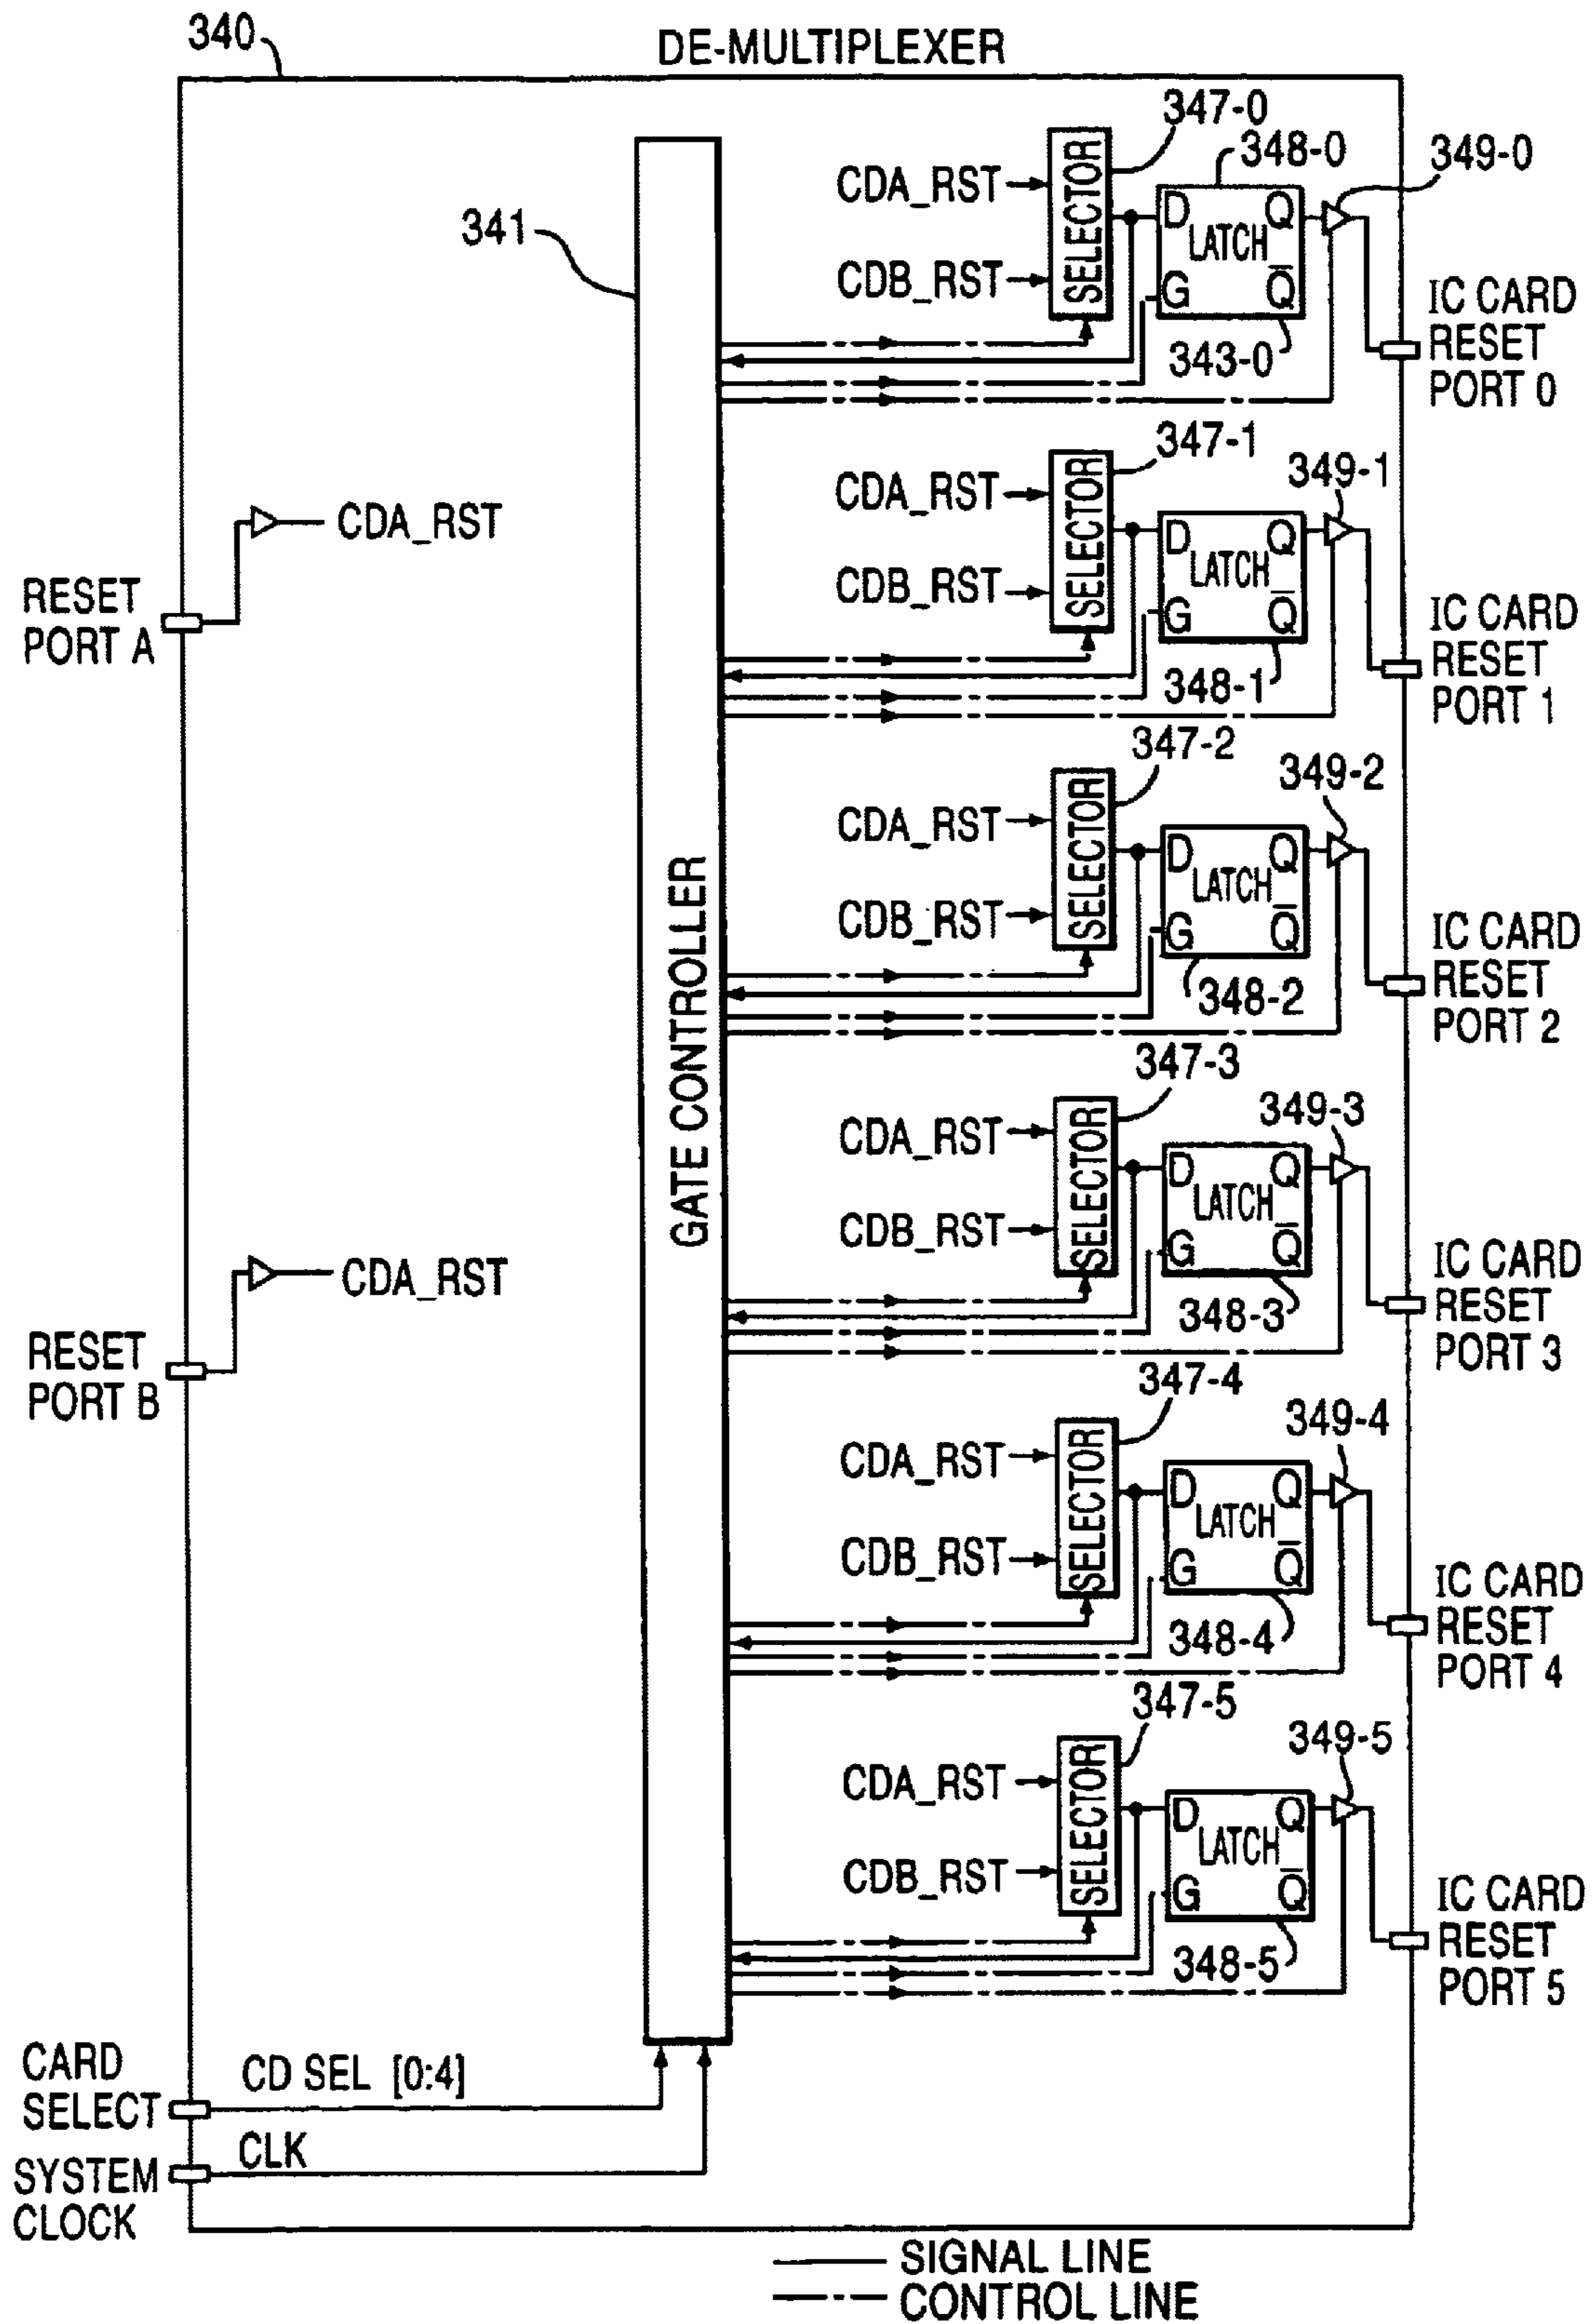 340
DE-MULTIPLEXER
341
GATE CONTROLLER
RESET
PORT A
CDA_RST
RESET
PORT B
CDA_RST
CARD
SELECT
CD SEL [0:4]
SYSTEM
CLOCK
CLK
347-0
348-0
349-0
CDA_RST
CDB_RST
SELECTOR
D
Q
LATCH
G
Q̅
343-0
IC CARD
RESET
PORT 0
347-1
349-1
CDA_RST
CDB_RST
SELECTOR
D
Q
LATCH
G
Q̅
348-1
IC CARD
RESET
PORT 1
347-2
349-2
CDA_RST
CDB_RST
SELECTOR
D
Q
LATCH
G
Q̅
348-2
IC CARD
RESET
PORT 2
347-3
349-3
CDA_RST
CDB_RST
SELECTOR
D
Q
LATCH
G
Q̅
348-3
IC CARD
RESET
PORT 3
347-4
349-4
CDA_RST
CDB_RST
SELECTOR
D
Q
LATCH
G
Q̅
348-4
IC CARD
RESET
PORT 4
347-5
349-5
CDA_RST
CDB_RST
SELECTOR
D
Q
LATCH
G
Q̅
348-5
IC CARD
RESET
PORT 5
SIGNAL LINE
CONTROL LINE